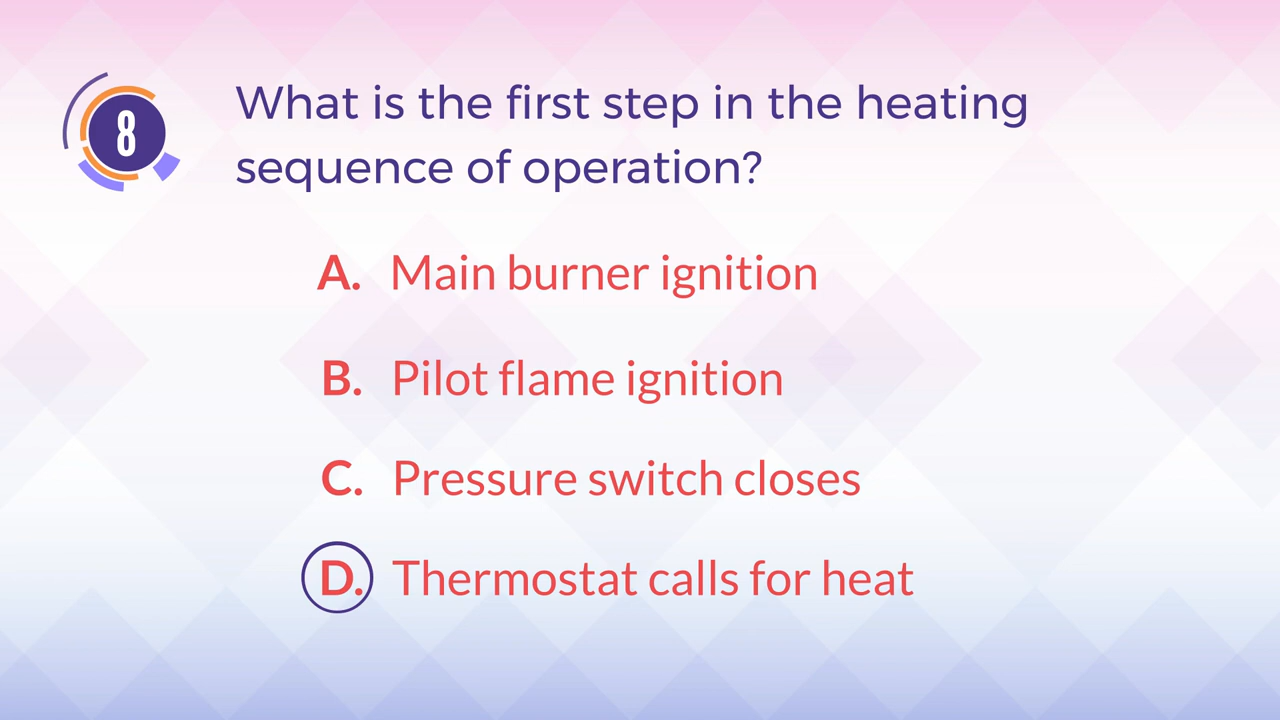 8
What is the first step in the heating
sequence of operation?
A. Main burner ignition
B. Pilot flame ignition
C. Pressure switch closes
D. Thermostat calls for heat